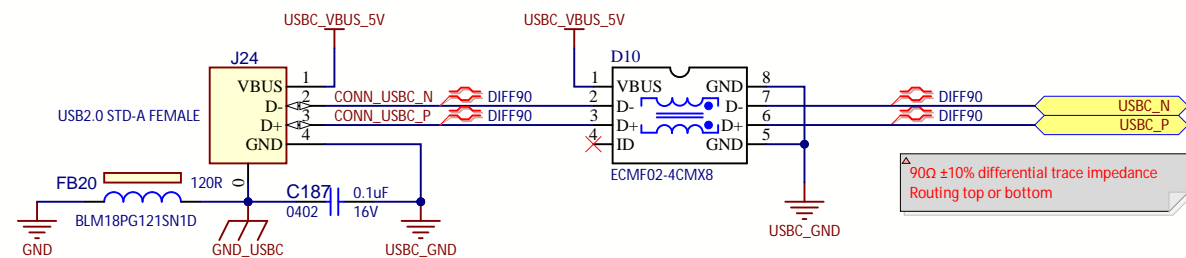 USBC_VBUS_5V
USBC_VBUS_5V
J24
D10
1
VBUS
2
D-
3
D+
4
GND
0
USB2.0 STD-A FEMALE
CONN_USBC_N
DIFF90
CONN_USBC_P
DIFF90
1
VBUS
2
D-
3
D+
4
ID
GND
8
D-
7
D+
6
GND
5
ECMF02-4CMX8
DIFF90
DIFF90
USBC_N
USBC_P
90Ω ±10% differential trace impedance
Routing top or bottom
FB20
120R
BLM18PG121SN1D
C187
0.1uF
0402
16V
GND
GND_USBC
USBC_GND
USBC_GND